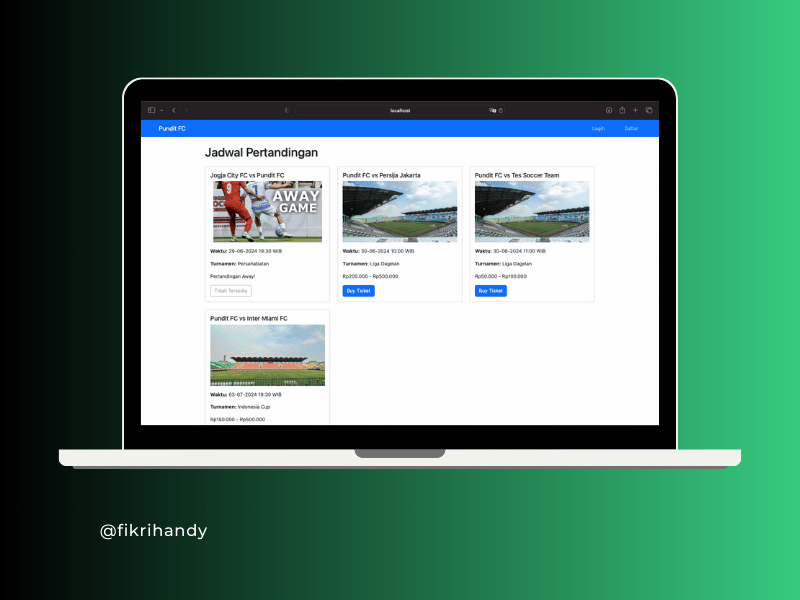 localhost
Pundit FC
Login
Daftar
Jadwal Pertandingan
Jogja City FC vs Pundit FC
9
7
AWAY
GAME
Waktu: 29-06-2024 19:30 WIB
Turnamen: Persahabatan
Pertandingan Away!
Tidak Tersedia
Pundit FC vs Persija Jakarta
Waktu: 30-06-2024 10:00 WIB
Turnamen: Liga Dagelan
Rp200.000 - Rp500.000
Buy Ticket
Pundit FC vs Tes Soccer Team
Waktu: 30-06-2024 11:00 WIB
Turnamen: Liga Dagelan
Rp50.000 - Rp100.000
Buy Ticket
Pundit FC vs Inter Miami FC
Waktu: 03-07-2024 19:30 WIB
Turnamen: Indonesia Cup
Rp150.000 - Rp500.000
@fikrihandy